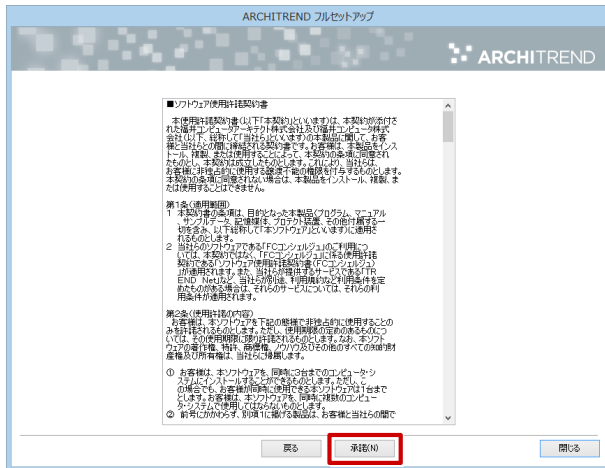 ARCHITREND フルセットアップ
ARCHITREND
■ソフトウェア使用許諾契約書
本使用許諾契約書(以下「本契約」といいます)は、本契約が添付さ
れた福井コンピュータアーキテクト株式会社及び福井コンピュータ株式
会社(以下、総称して「当社ら」といいます)の本製品に関して、お客
様と当社らとの間に締結される契約書です。お客様は、本製品をインス
トール、複製、または使用することによって、本契約の条項に同意され
たものとし、本契約は成立したものとします。これにより、当社らは、
お客様に非独占的に使用する譲渡不能の権限を付与するものとします。
本契約の条項に同意されない場合は、本製品をインストール、複製、ま
たは使用することはできません。
第1条(適用範囲)
1 本契約書の条項は、目的となった本製品(プログラム、マニュアル
、サンプルデータ、記憶媒体、プロテクト装置、その他付属する一
切を含み、以下総称して「本ソフトウェア」といいます)に適用さ
れるものとします。
2 当社らのソフトウェアである「FCコンシェルジュ」のご利用につ
いては、本契約ではなく、「FCコンシェルジュ」に係る使用許諾
契約である「ソフトウェア使用許諾契約書(FCコンシェルジュ)
」が適用されます。また、当社らが提供するサービスである「TR
END Net」など、当社らが別途、利用規約など利用条件を定
めたものがある場合は、それらのサービスについては、それらの利
用条件が適用されます。
第2条(使用許諾の内容)
お客様は、本ソフトウェアを下記の態様で非独占的に使用することの
みを許諾されるものとします。ただし、使用期限の定めのあるものにつ
いては、その使用期限に限り許諾されるものとします。なお、本ソフト
ウェアの著作権、特許、商標権、ノウハウ及びその他のすべての知的財
産権及び所有権は、当社らに帰属します。
① お客様は、本ソフトウェアを、同時に3台までのコンピュータ・シ
ステムにインストールすることができるものとします。ただし、こ
の場合でも、お客様が同時に使用できる本ソフトウェアは1台まで
とします。お客様は、本ソフトウェアを、同時に複数のコンピュー
タ・システムで使用してはならないものとします。
② 前号にかかわらず、別項1に掲げる製品は、お客様と当社らの間で
戻る
承諾(N)
閉じる